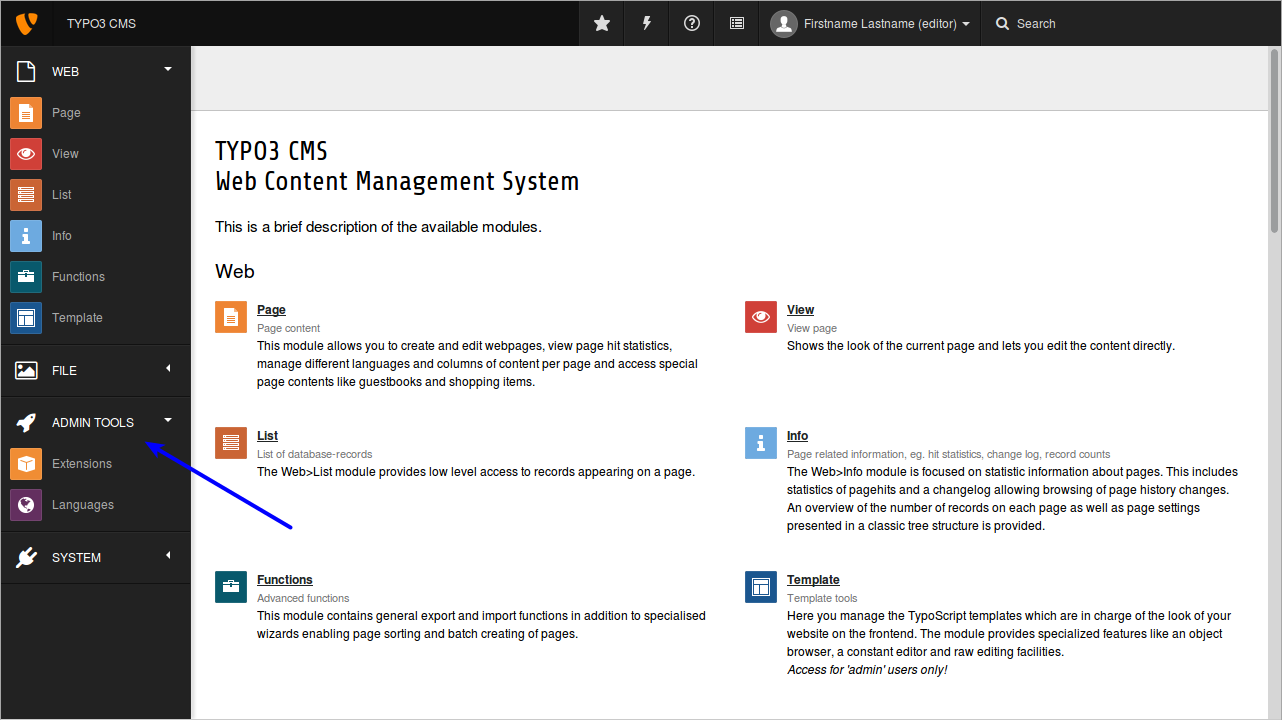 TYPO3 CMS
Firstname Lastname (editor)
Search
WEB
Page
View
List
Info
Functions
Template
FILE
ADMIN TOOLS
Extensions
Languages
SYSTEM
TYPO3 CMS
Web Content Management System
This is a brief description of the available modules.
Web
Page
Page content
This module allows you to create and edit webpages, view page hit statistics,
manage different languages and columns of content per page and access special
page contents like guestbooks and shopping items.
View
View page
Shows the look of the current page and lets you edit the content directly.
List
List of database-records
The Web>List module provides low level access to records appearing on a page.
Info
Page related information, eg. hit statistics, change log, record counts
The Web>Info module is focused on statistic information about pages. This includes
statistics of pagehits and a changelog allowing browsing of page history changes.
An overview of the number of records on each page as well as page settings
presented in a classic tree structure is provided.
Functions
Advanced functions
This module contains general export and import functions in addition to specialised
wizards enabling page sorting and batch creating of pages.
Template
Template tools
Here you manage the TypoScript templates which are in charge of the look of your
website on the frontend. The module provides specialized features like an object
browser, a constant editor and raw editing facilities.
Access for 'admin' users only!